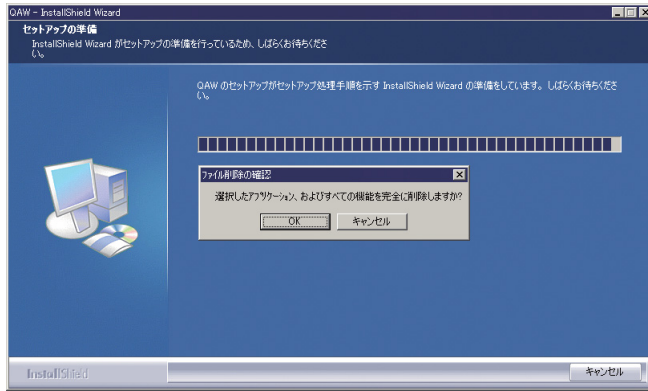 QAW - InstallShield Wizard
セットアップの準備
InstallShield Wizard がセットアップの準備を行っているため、しばらくお待ちくださ
い。
QAW のセットアップがセットアップ処理手順を示す InstallShield Wizard の準備をしています。しばらくお待ちくださ
い。
ファイル削除の確認
選択したアプリケーション、およびすべての機能を完全に削除しますか?
OK
キャンセル
InstallShield
キャンセル